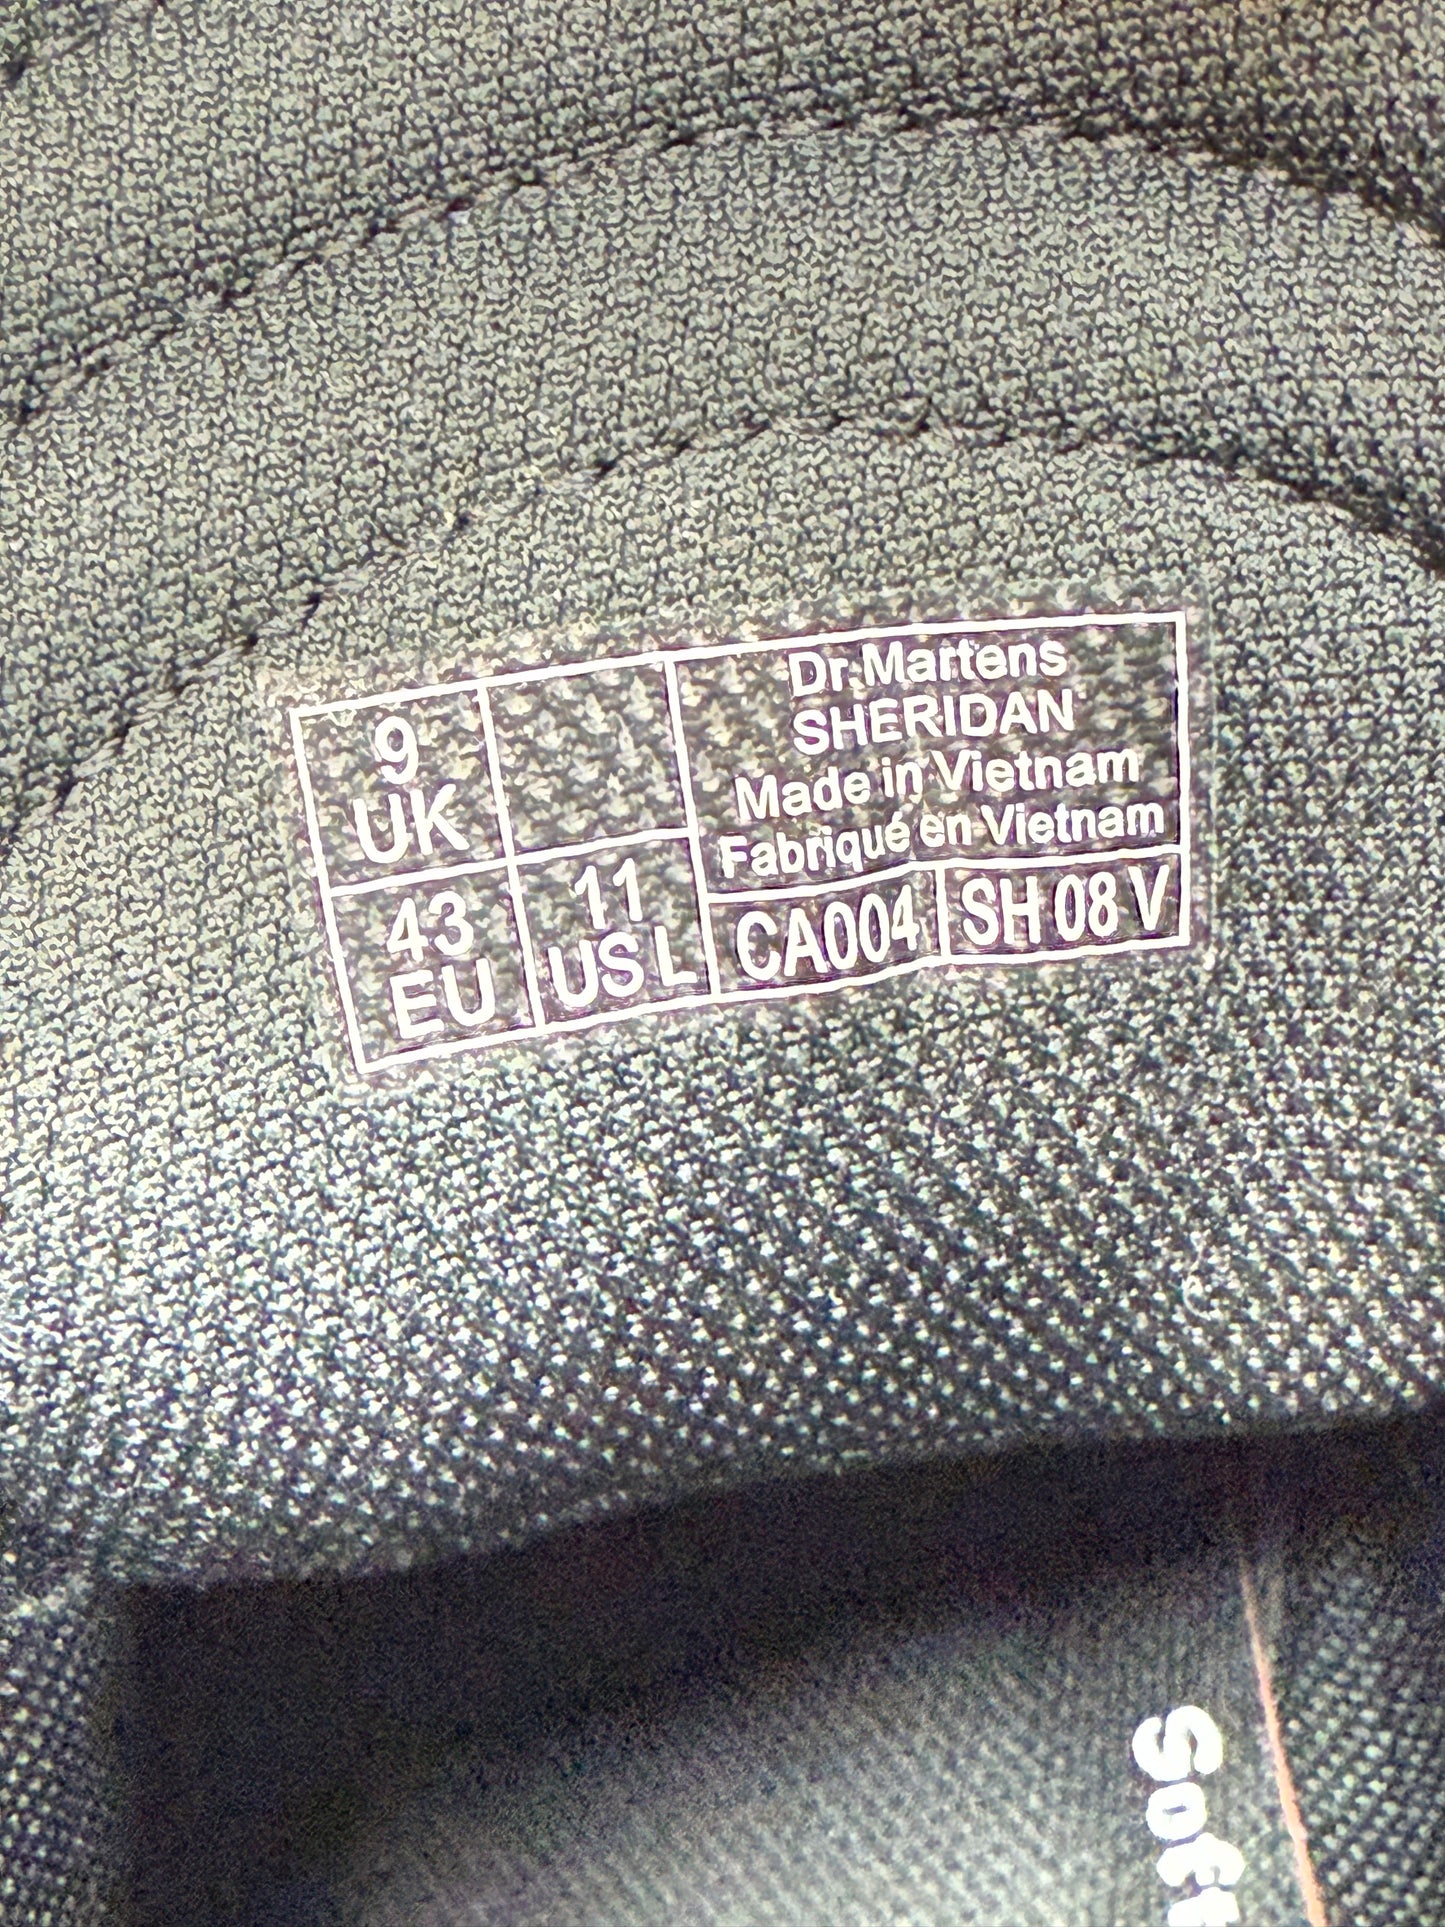 9
UK
43
EU
11
US L
Dr.Martens
SHERIDAN
Made in Vietnam
Fabriqué en Vietnam
CA004
SH 08 V